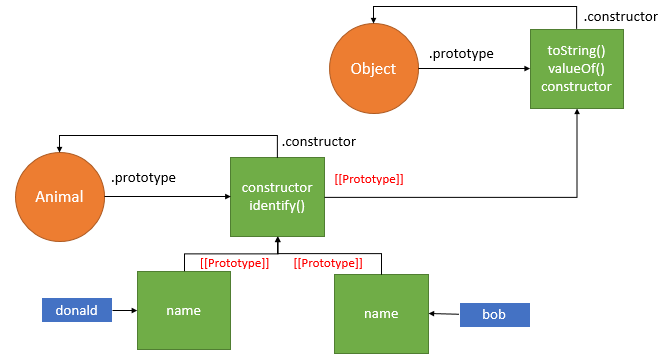 .constructor
Object
.prototype
toString()
valueOf()
constructor
.constructor
Animal
.prototype
constructor
identify()
[[Prototype]]
[[Prototype]]
[[Prototype]]
donald
name
name
bob